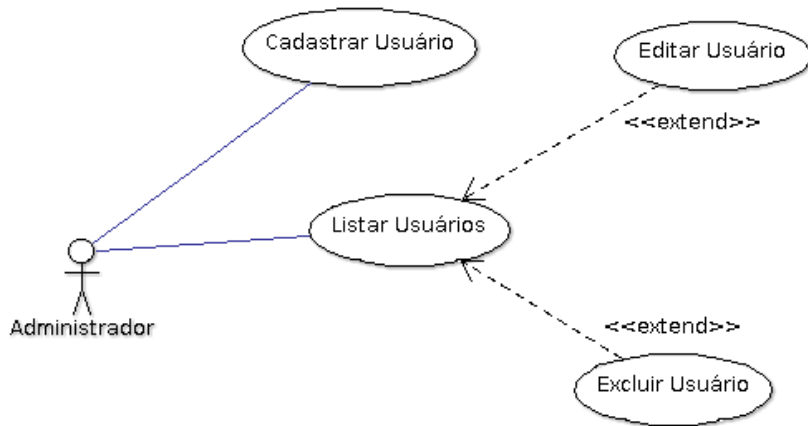 Cadastrar Usuário
Editar Usuário
<<extend>>
Listar Usuários
Administrador
<<extend>>
Excluir Usuário